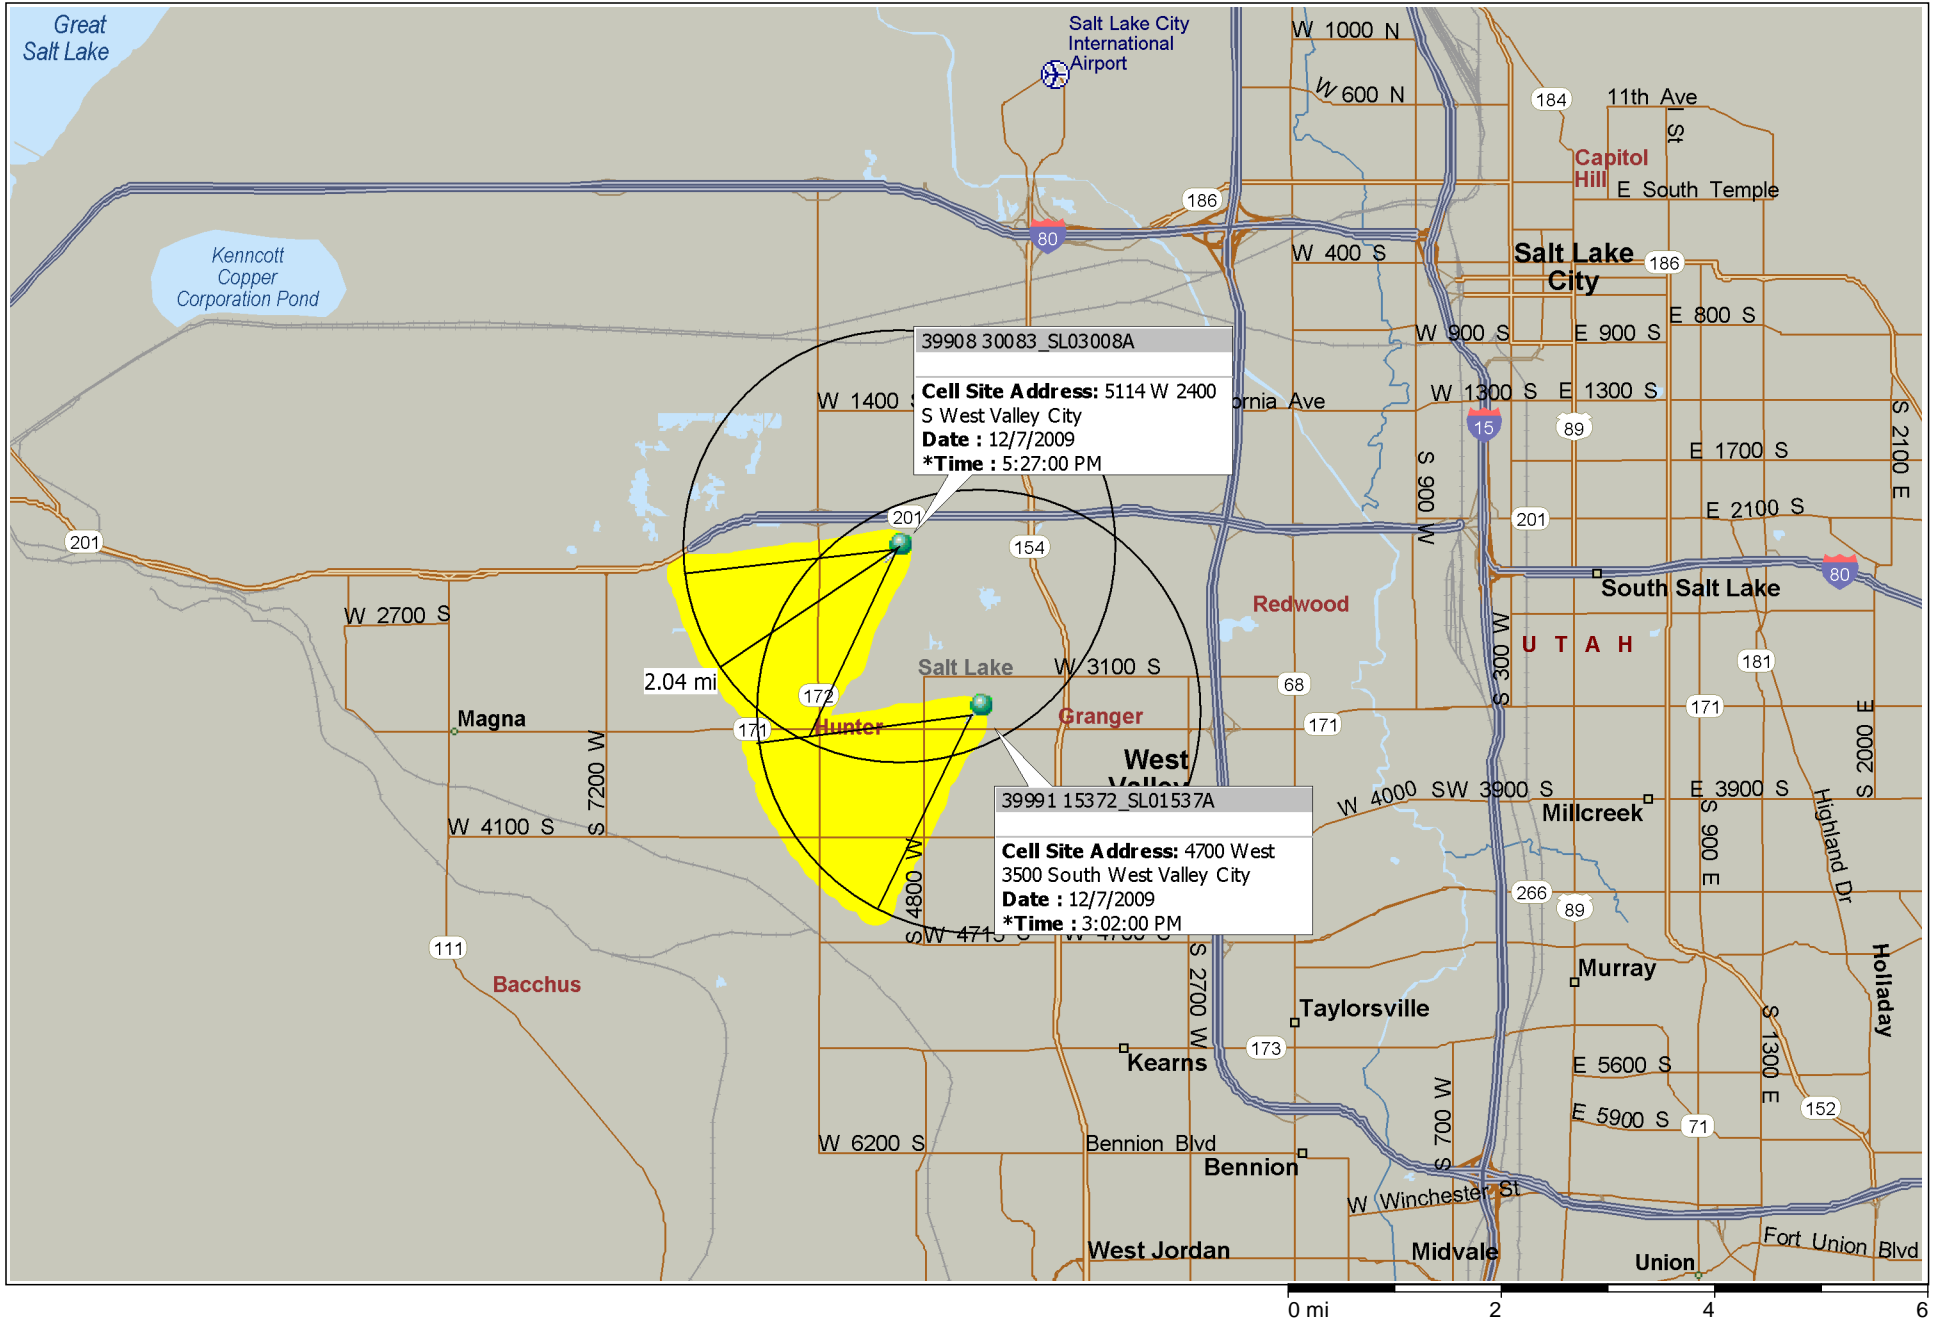 Great
Salt Lake
Salt Lake City
International
Airport
W 1000 N
W 600 N
184
11th Ave
I St
Capitol
Hill
E South Temple
186
80
W 400 S
Salt Lake
City
186
Kenncott
Copper
Corporation Pond
E 800 S
W 900 S
E 900 S
39908 30083_SL03008A
Cell Site Address: 5114 W 2400
S West Valley City
Date : 12/7/2009
*Time : 5:27:00 PM
W 1400 S
ornia Ave
W 1300 S
E 1300 S
15
89
S 900 W
E 1700 S
S 2100 E
E 2100 S
201
201
201
154
80
South Salt Lake
W 2700 S
Redwood
S 300 W
U T A H
181
2.04 mi
172
Salt Lake
W 3100 S
68
171
Magna
171
Hunter
Granger
171
S 7200 W
West
Valley
E 2000 S
39991 15372_SL01537A
Cell Site Address: 4700 West
3500 South West Valley City
Date : 12/7/2009
*Time : 3:02:00 PM
W 4000 S
W 3900 S
E 3900 S
Millcreek
S 900 E
Highland Dr
W 4100 S
S 4800 W
266
89
W 4715 S
W 4700 S
111
Bacchus
S 2700 W
Murray
Holladay
Taylorsville
S 1300 E
Kearns
173
E 5600 S
S 700 W
E 5900 S
152
71
W 6200 S
Bennion Blvd
Bennion
W Winchester St
West Jordan
Midvale
Union
Fort Union Blvd
0 mi
2
4
6